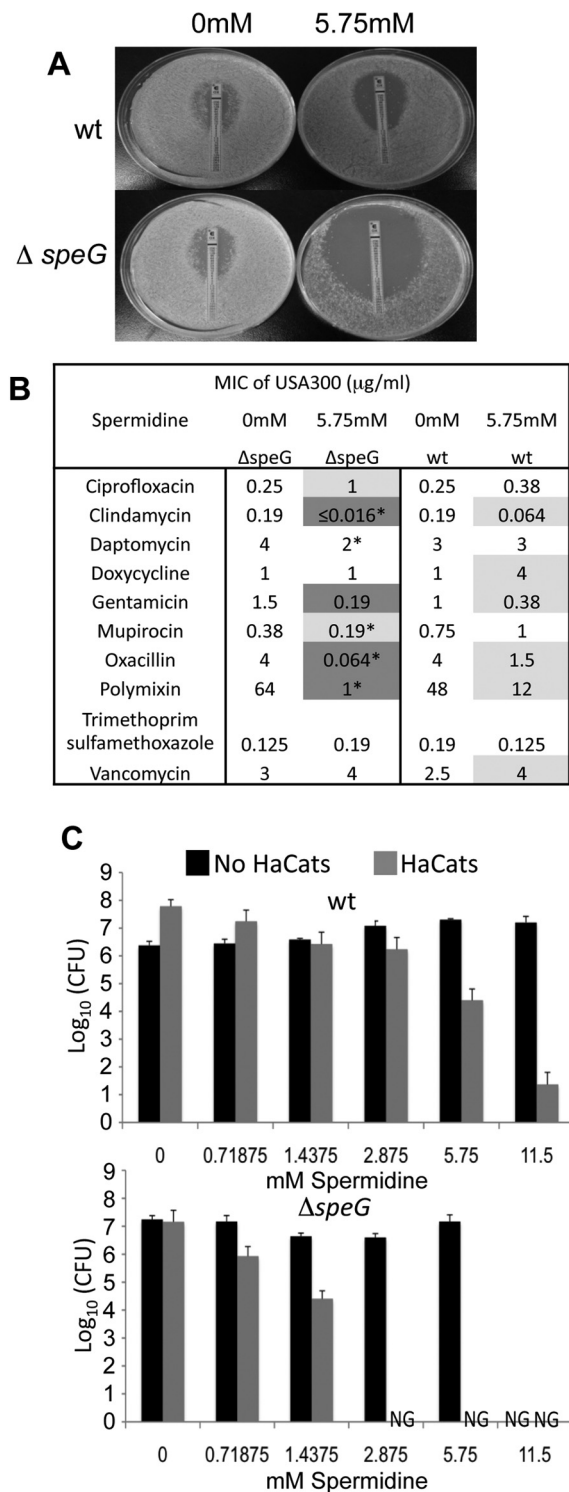 0mM 5.75mM
A
wt
Δ speG
B
MIC of USA300 (µg/ml)
Spermidine 0mM 5.75mM 0mM 5.75mM
ΔspeG ΔspeG wt wt
Ciprofloxacin 0.25 1 0.25 0.38
Clindamycin 0.19 ≤0.016* 0.19 0.064
Daptomycin 4 2* 3 3
Doxycycline 1 1 1 4
Gentamicin 1.5 0.19 1 0.38
Mupirocin 0.38 0.19* 0.75 1
Oxacillin 4 0.064* 4 1.5
Polymixin 64 1* 48 12
Trimethoprim
sulfamethoxazole 0.125 0.19 0.19 0.125
Vancomycin 3 4 2.5 4
C
No HaCats HaCats
wt
9
8
7
6
5
4
3
2
1
0
Log10 (CFU)
0 0.71875 1.4375 2.875 5.75 11.5
mM Spermidine
ΔspeG
9
8
7
6
5
4
3
2
1
0
Log10 (CFU)
NG NG NG NG
0 0.71875 1.4375 2.875 5.75 11.5
mM Spermidine